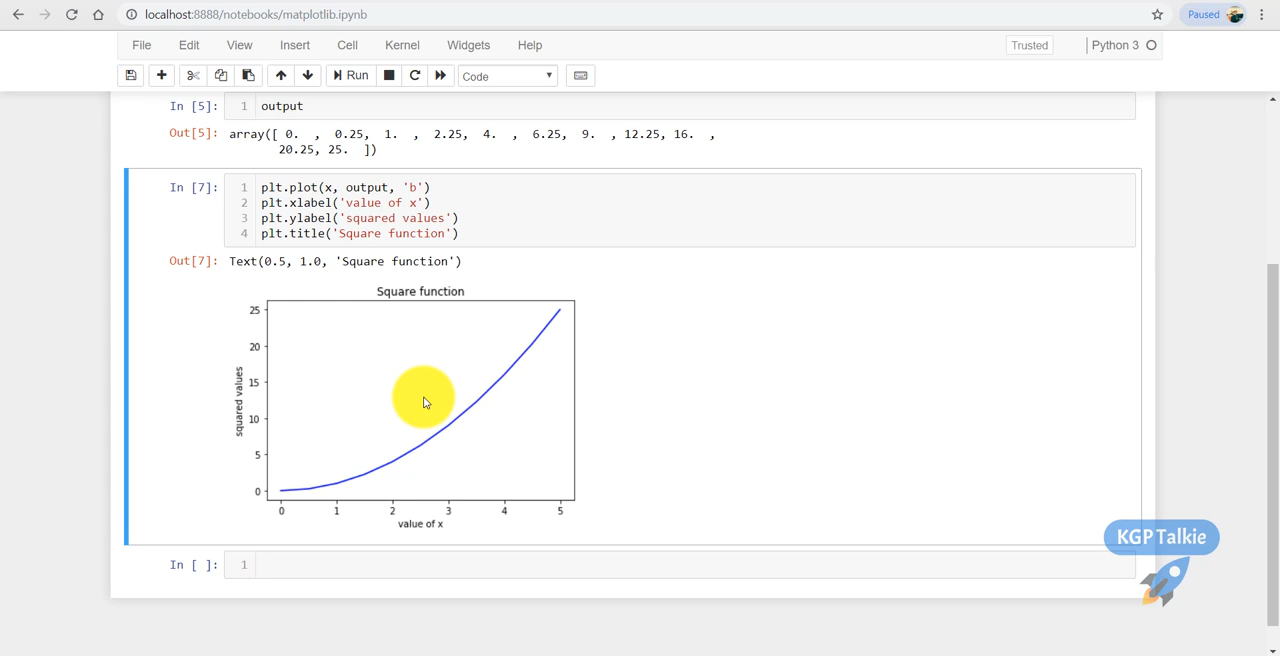 localhost:8888/notebooks/matplotlib.ipynb
Paused
File Edit View Insert Cell Kernel Widgets Help
Trusted
Python 3
Run
Code
In [5]: 1 output
Out[5]: array([ 0. , 0.25, 1. , 2.25, 4. , 6.25, 9. , 12.25, 16. ,
20.25, 25. ])
In [7]: 1 plt.plot(x, output, 'b')
2 plt.xlabel('value of x')
3 plt.ylabel('squared values')
4 plt.title('Square function')
Out[7]: Text(0.5, 1.0, 'Square function')
Square function
25
20
15
10
5
0
squared values
0 1 2 3 4 5
value of x
KGP Talkie
In [ ]: 1